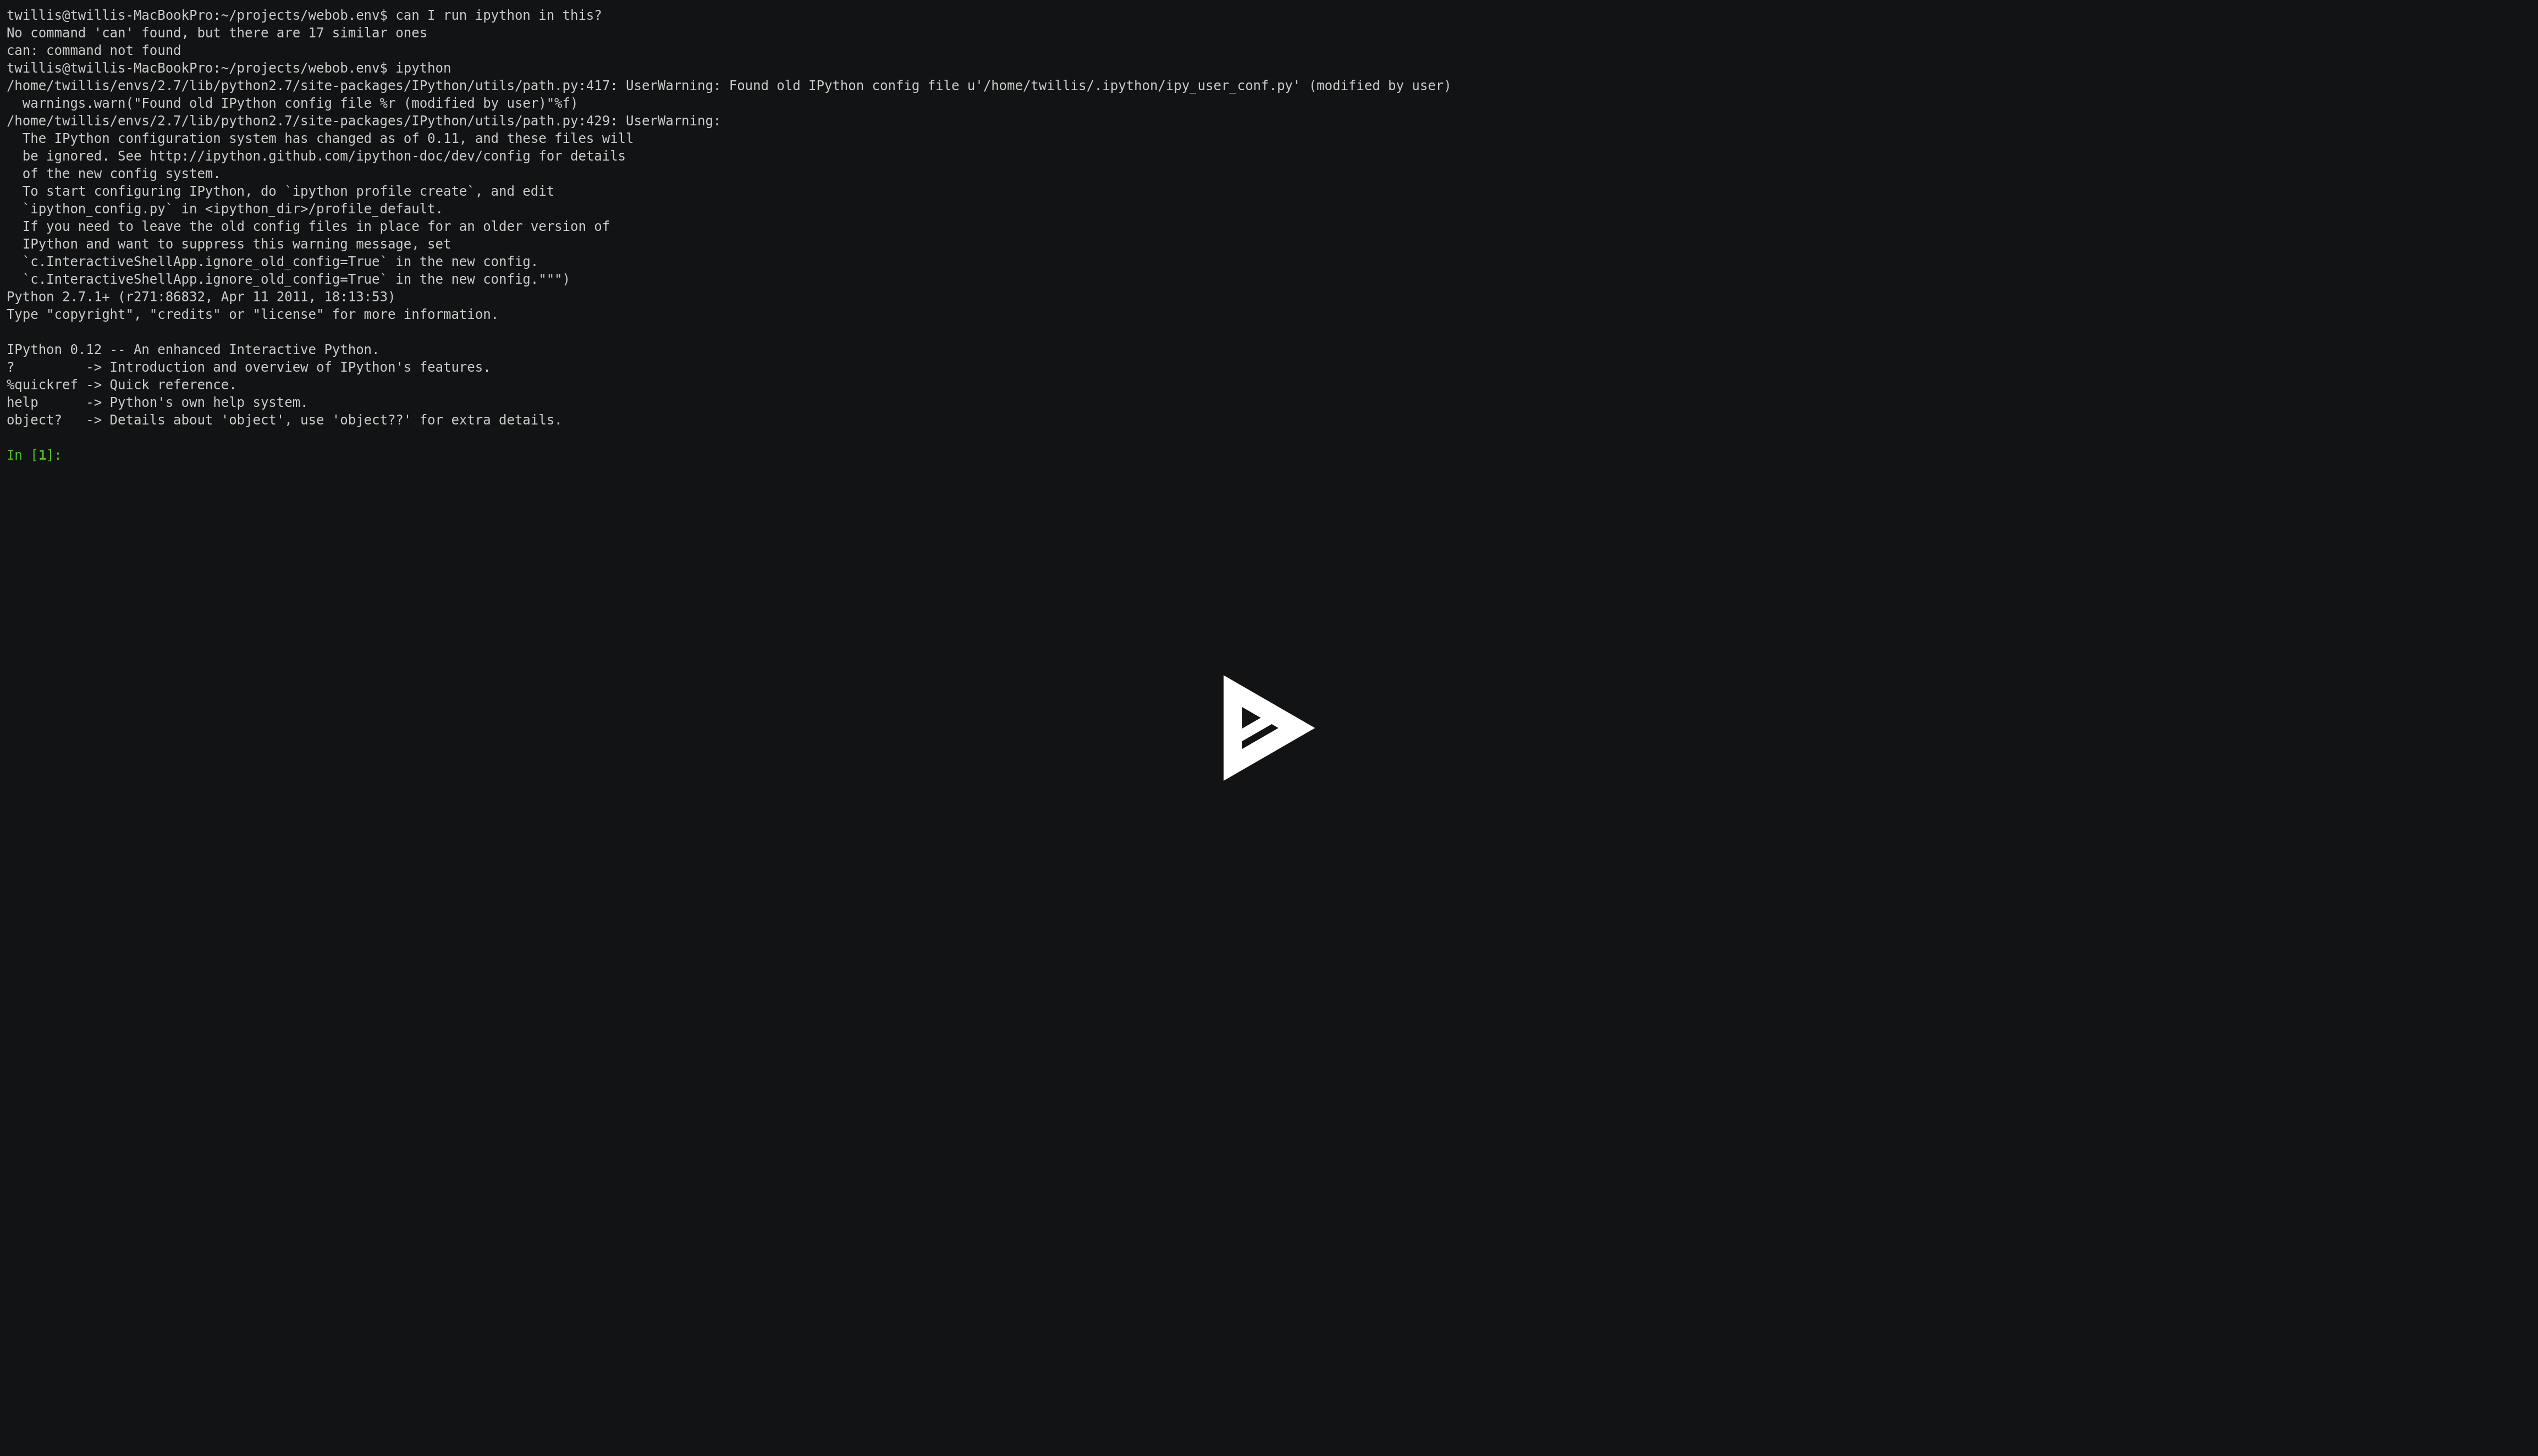 twillis@twillis-MacBookPro:~/projects/webob.env$ can I run ipython in this?
No command 'can' found, but there are 17 similar ones
can: command not found
twillis@twillis-MacBookPro:~/projects/webob.env$ ipython
/home/twillis/envs/2.7/lib/python2.7/site-packages/IPython/utils/path.py:417: UserWarning: Found old IPython config file u'/home/twillis/.ipython/ipy_user_conf.py' (modified by user)
  warnings.warn("Found old IPython config file %r (modified by user)"%f)
/home/twillis/envs/2.7/lib/python2.7/site-packages/IPython/utils/path.py:429: UserWarning:
  The IPython configuration system has changed as of 0.11, and these files will
  be ignored. See http://ipython.github.com/ipython-doc/dev/config for details
  of the new config system.
  To start configuring IPython, do `ipython profile create`, and edit
  `ipython_config.py` in <ipython_dir>/profile_default.
  If you need to leave the old config files in place for an older version of
  IPython and want to suppress this warning message, set
  `c.InteractiveShellApp.ignore_old_config=True` in the new config.
  `c.InteractiveShellApp.ignore_old_config=True` in the new config.""")
Python 2.7.1+ (r271:86832, Apr 11 2011, 18:13:53)
Type "copyright", "credits" or "license" for more information.

IPython 0.12 -- An enhanced Interactive Python.
?         -> Introduction and overview of IPython's features.
%quickref -> Quick reference.
help      -> Python's own help system.
object?   -> Details about 'object', use 'object??' for extra details.

In [1]: